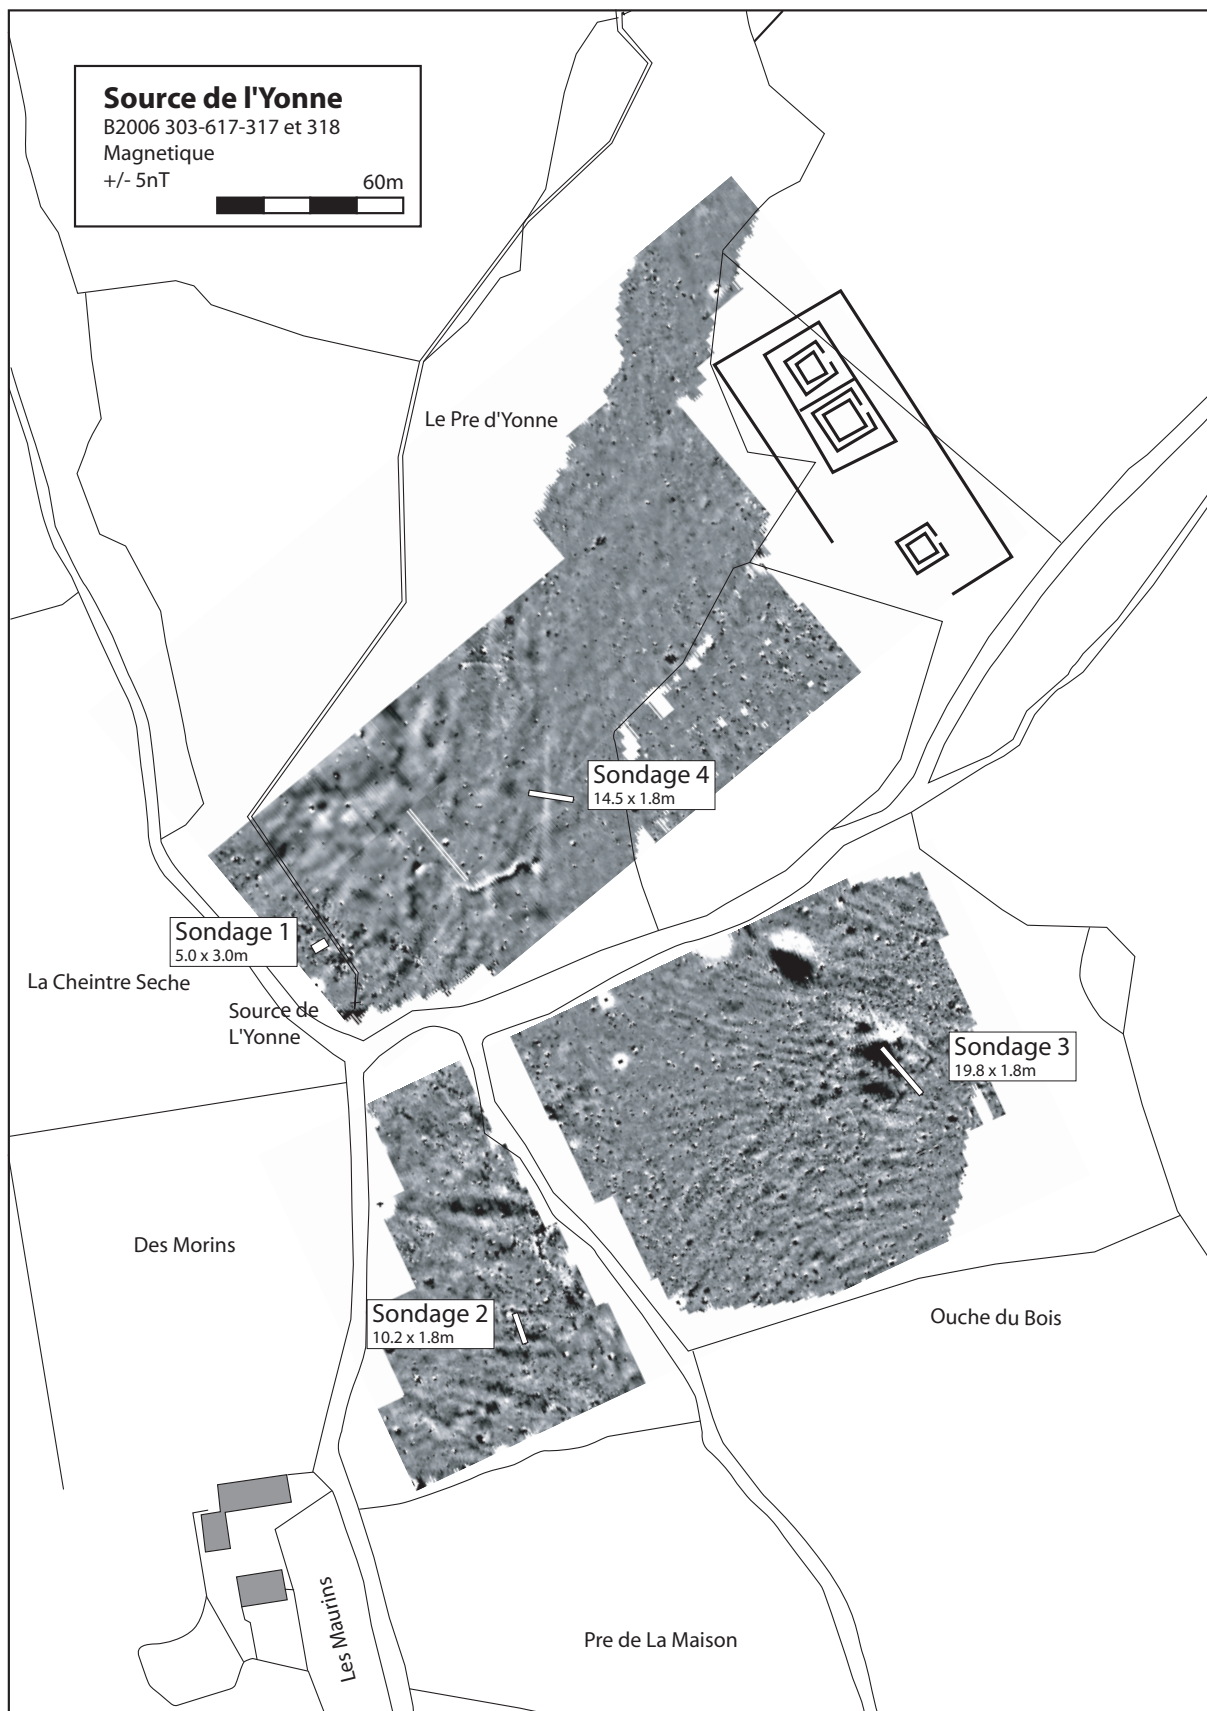 Source de l'Yonne
B2006 303-617-317 et 318
Magnetique
+/- 5nT
60m
Le Pre d'Yonne
Sondage 4
14.5 x 1.8m
Sondage 1
5.0 x 3.0m
La Cheintre Seche
Source de
L'Yonne
Sondage 3
19.8 x 1.8m
Des Morins
Sondage 2
10.2 x 1.8m
Ouche du Bois
Les Maurins
Pre de La Maison